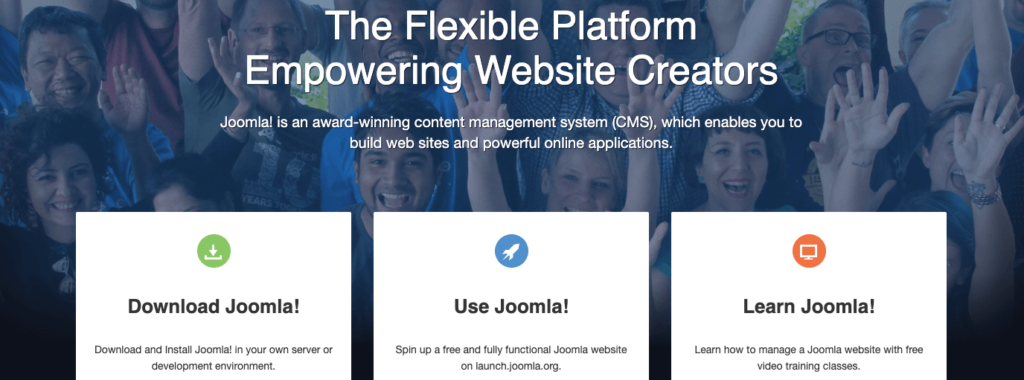 The Flexible Platform
Empowering Website Creators
Joomla! is an award-winning content management system (CMS), which enables you to
build web sites and powerful online applications.
Download Joomla!
Download and Install Joomla! in your own server or
development environment.
Use Joomla!
Spin up a free and fully functional Joomla website
on launch.joomla.org.
Learn Joomla!
Learn how to manage a Joomla website with free
video training classes.